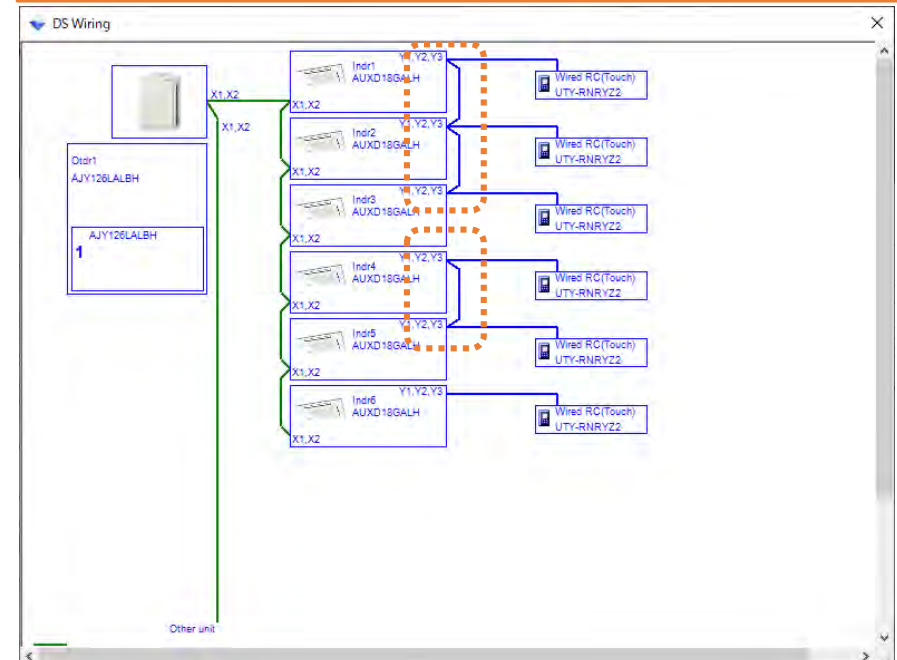 DS Wiring
X1,X2
X1,X2
Otdr1
AJY126LALBH
AJY126LALBH
1
Other unit
Y1,Y2,Y3
Indr1
AUXD18GALH
X1,X2
Wired RC(Touch)
UTY-RNRYZ2
Y1,Y2,Y3
Indr2
AUXD18GALH
X1,X2
Wired RC(Touch)
UTY-RNRYZ2
Y1,Y2,Y3
Indr3
AUXD18GALH
X1,X2
Wired RC(Touch)
UTY-RNRYZ2
Y1,Y2,Y3
Indr4
AUXD18GALH
X1,X2
Wired RC(Touch)
UTY-RNRYZ2
Y1,Y2,Y3
Indr5
AUXD18GALH
X1,X2
Wired RC(Touch)
UTY-RNRYZ2
Y1,Y2,Y3
Indr6
AUXD18GALH
X1,X2
Wired RC(Touch)
UTY-RNRYZ2